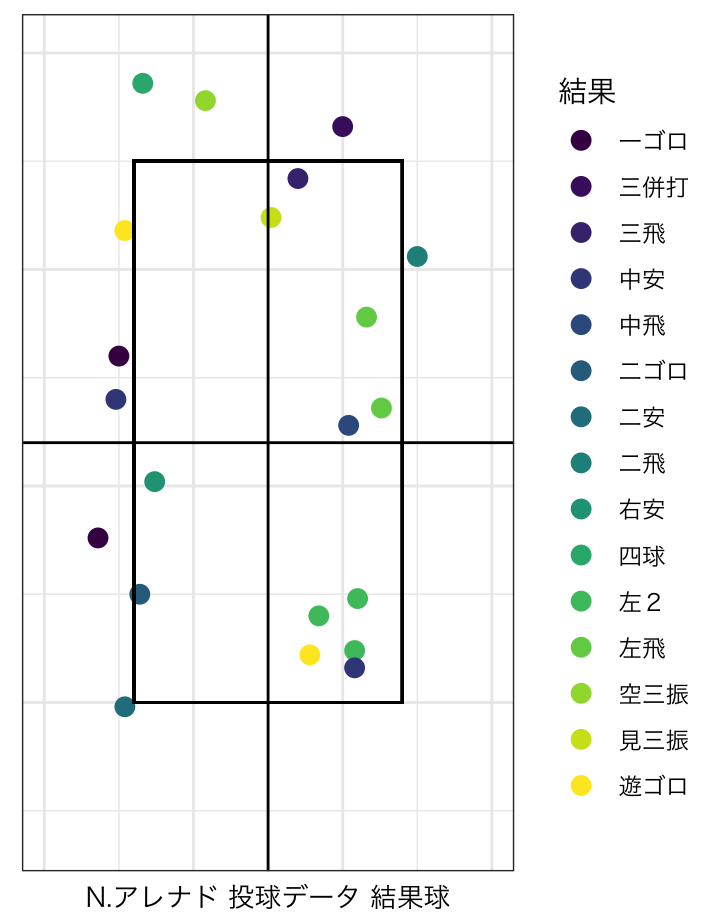 結果
一ゴロ
三併打
三飛
中安
中飛
二ゴロ
二安
二飛
右安
四球
左２
左飛
空三振
見三振
遊ゴロ
N.アレナド 投球データ 結果球